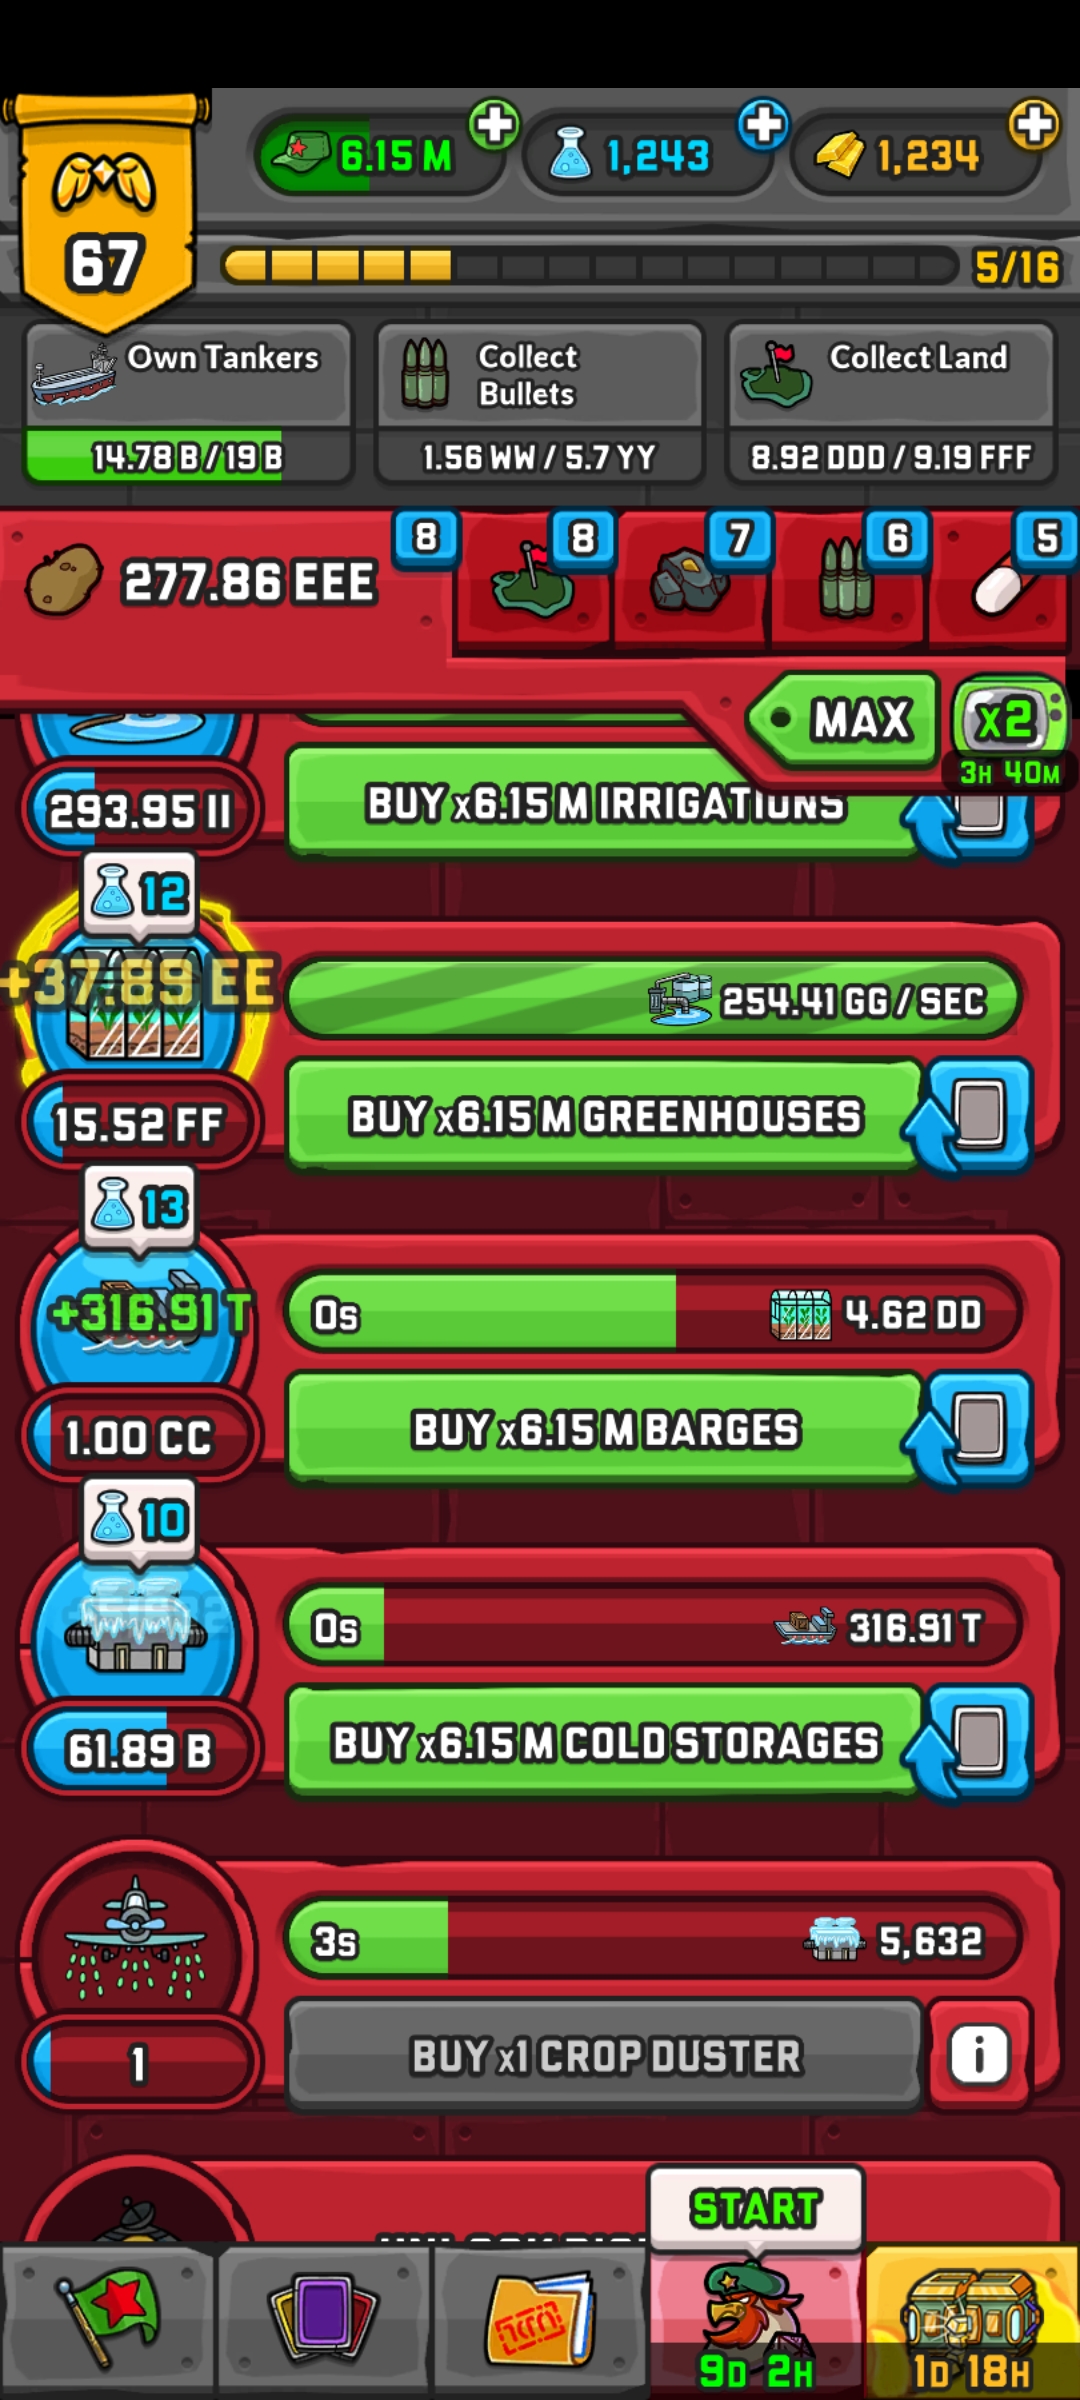 67
6.15 M
1,243
1,234
5/16
Own Tankers
14.78 B / 19 B
Collect
Bullets
1.56 WW / 5.7 YY
Collect Land
8.92 DDD / 9.19 FFF
277.86 EEE
8
8
7
6
5
MAX
x2
3H 40M
293.95 II
BUY x6.15 M IRRIGATIONS
12
+37.89 EE
254.41 GG / SEC
15.52 FF
BUY x6.15 M GREENHOUSES
13
+316.91 T
0s
4.62 DD
1.00 CC
BUY x6.15 M BARGES
10
0s
316.91 T
61.89 B
BUY x6.15 M COLD STORAGES
3s
5,632
1
BUY x1 CROP DUSTER
i
START
9D 2H
1D 18H